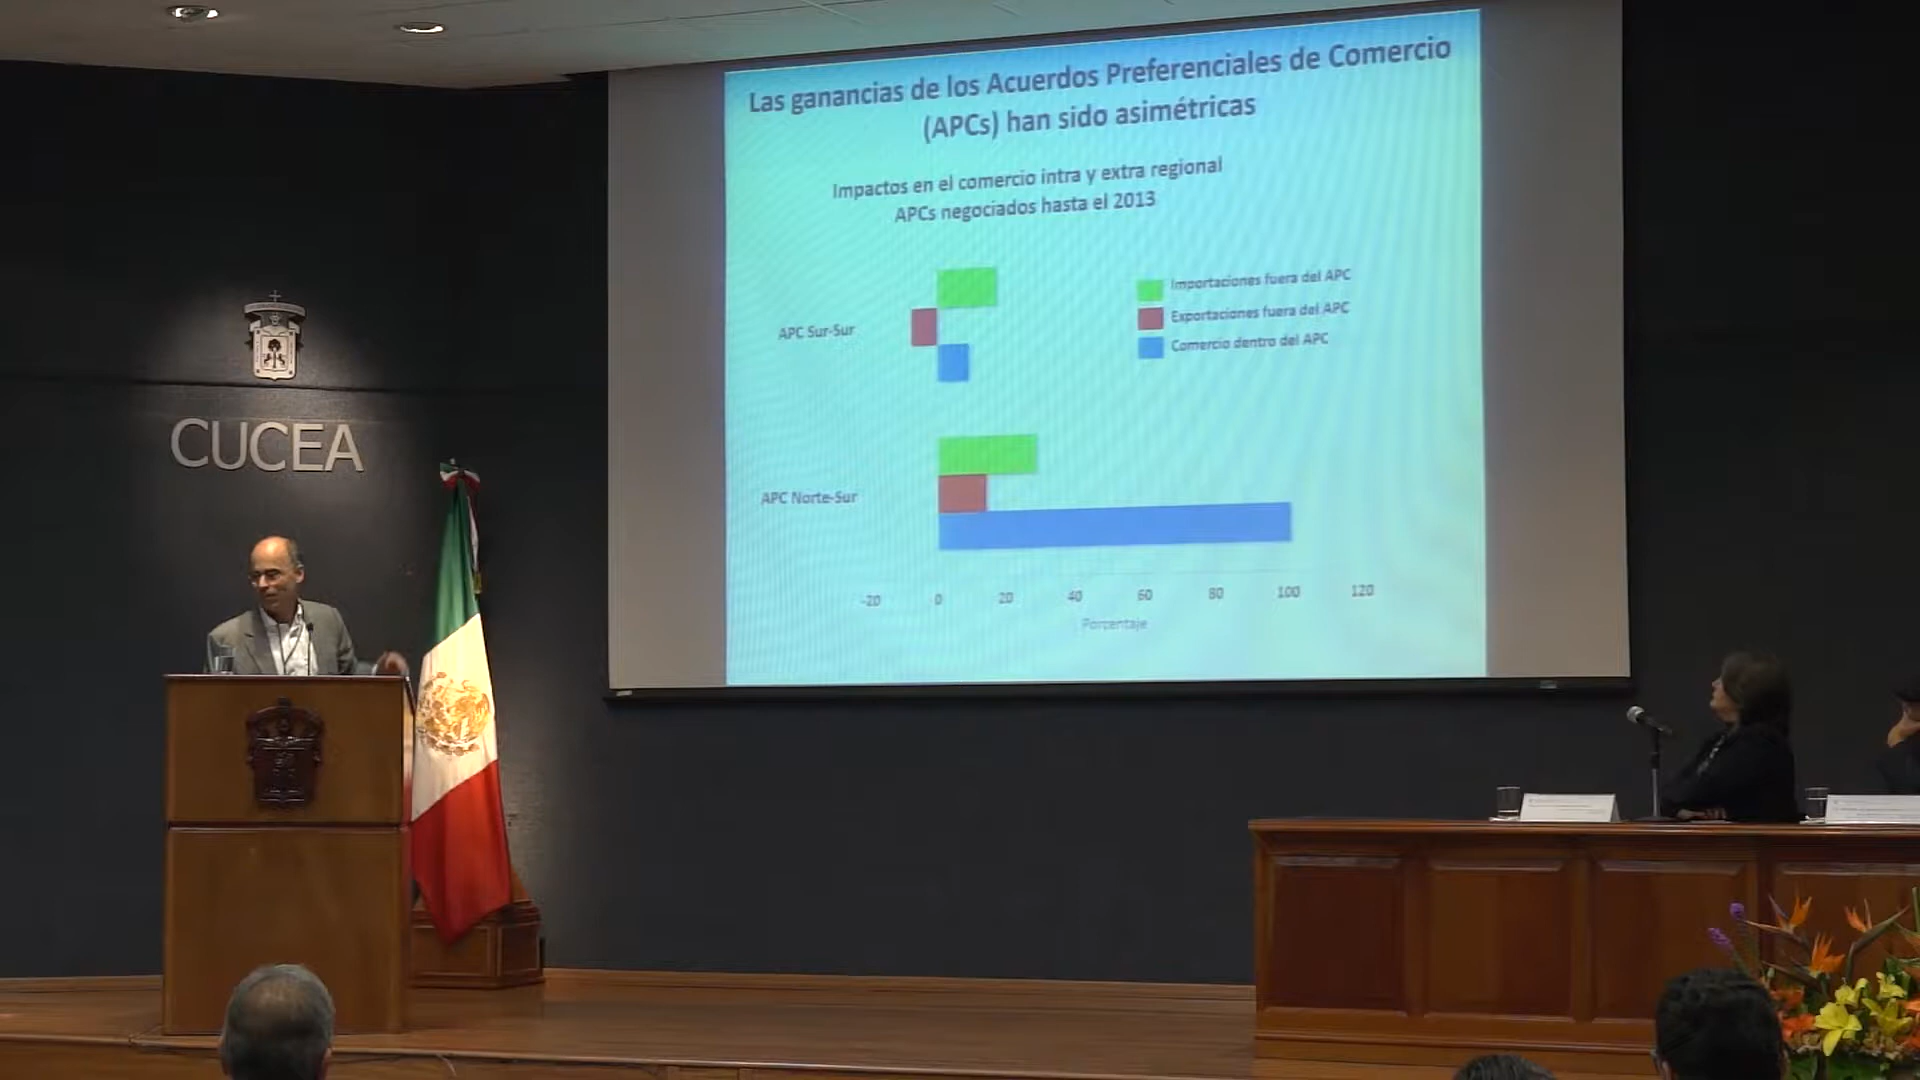 Las ganancias de los Acuerdos Preferenciales de Comercio
(APCs) han sido asimétricas
Impactos en el comercio intra y extra regional
APCs negociados hasta el 2013
Importaciones fuera del APC
Exportaciones fuera del APC
Comercio dentro del APC
APC Sur-Sur
APC Norte-Sur
-20 0 20 40 60 80 100 120
Porcentaje
CUCEA